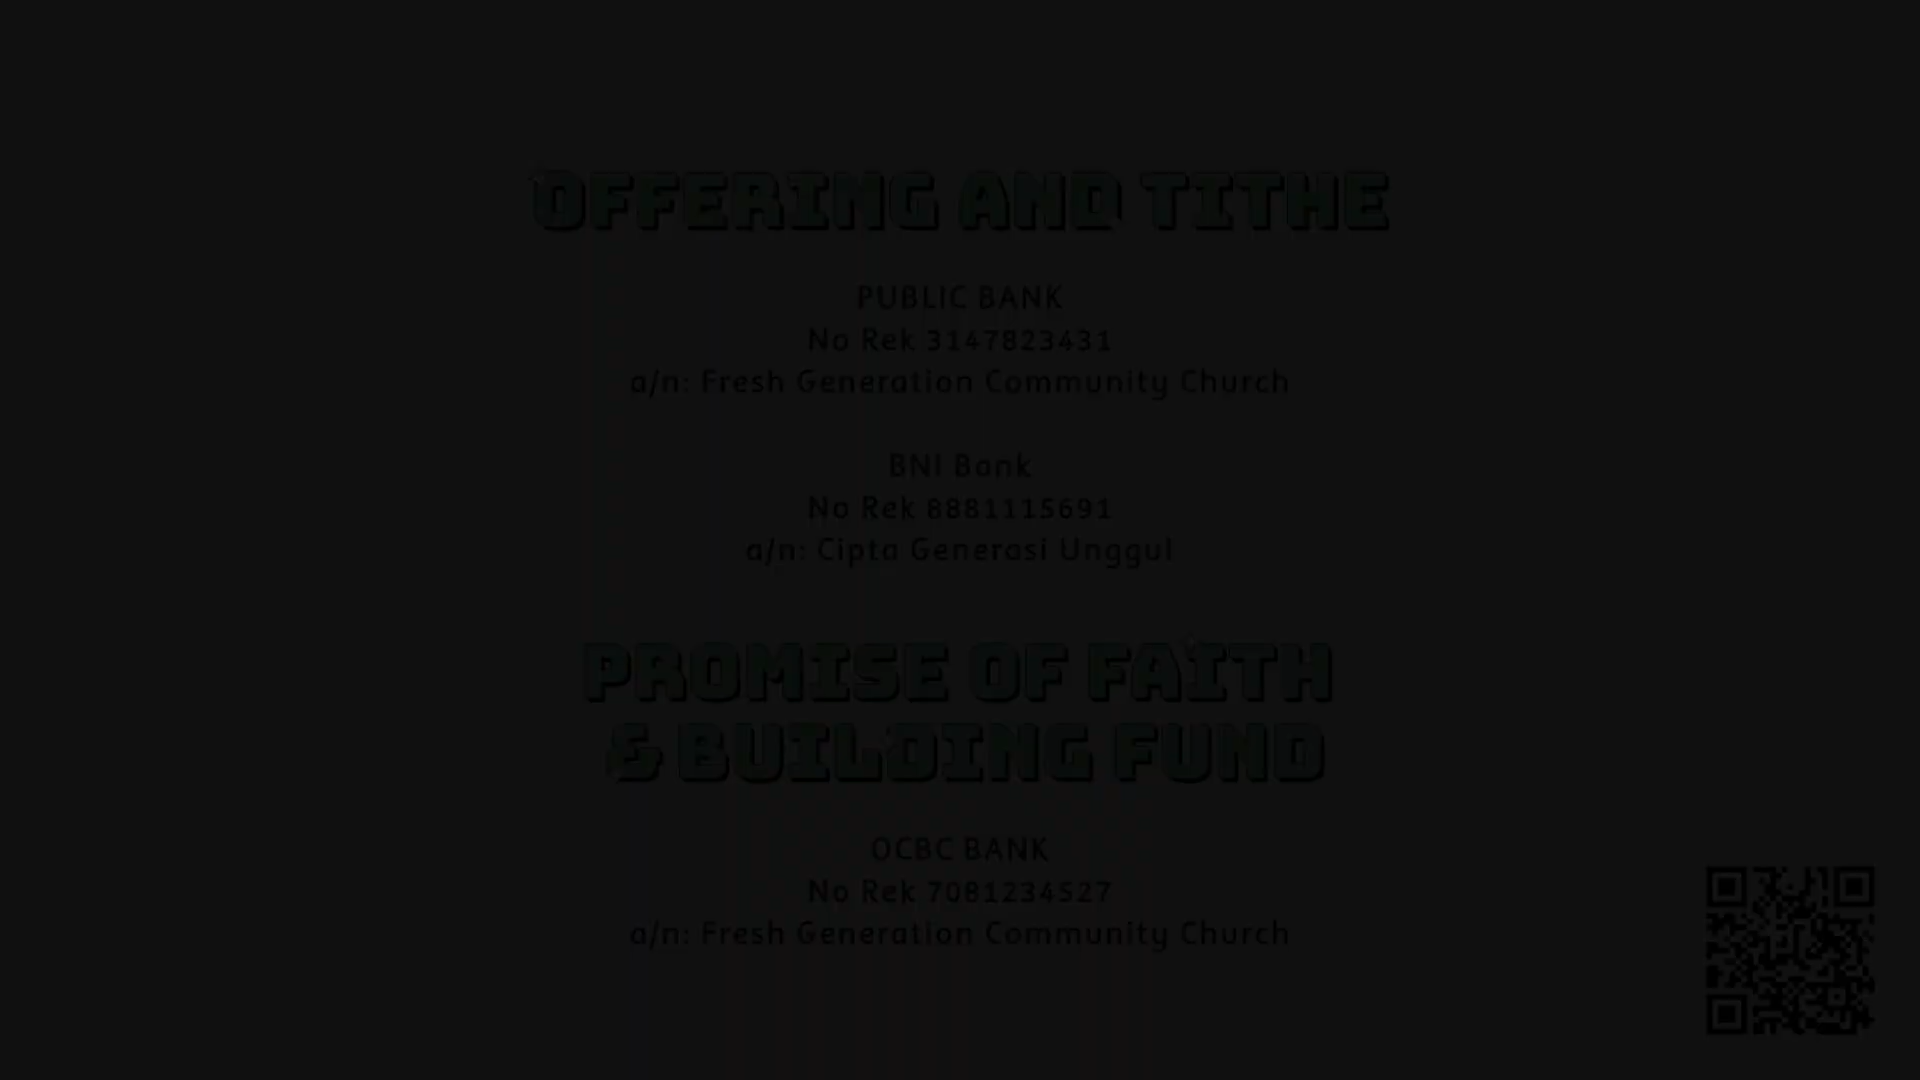 OFFERING AND TITHE
PUBLIC BANK
No Rek 3147823431
a/n: Fresh Generation Community Church
BNI Bank
No Rek 8881115691
a/n: Cipta Generasi Unggul
PROMISE OF FAITH
& BUILDING FUND
OCBC BANK
No Rek 7081234527
a/n: Fresh Generation Community Church